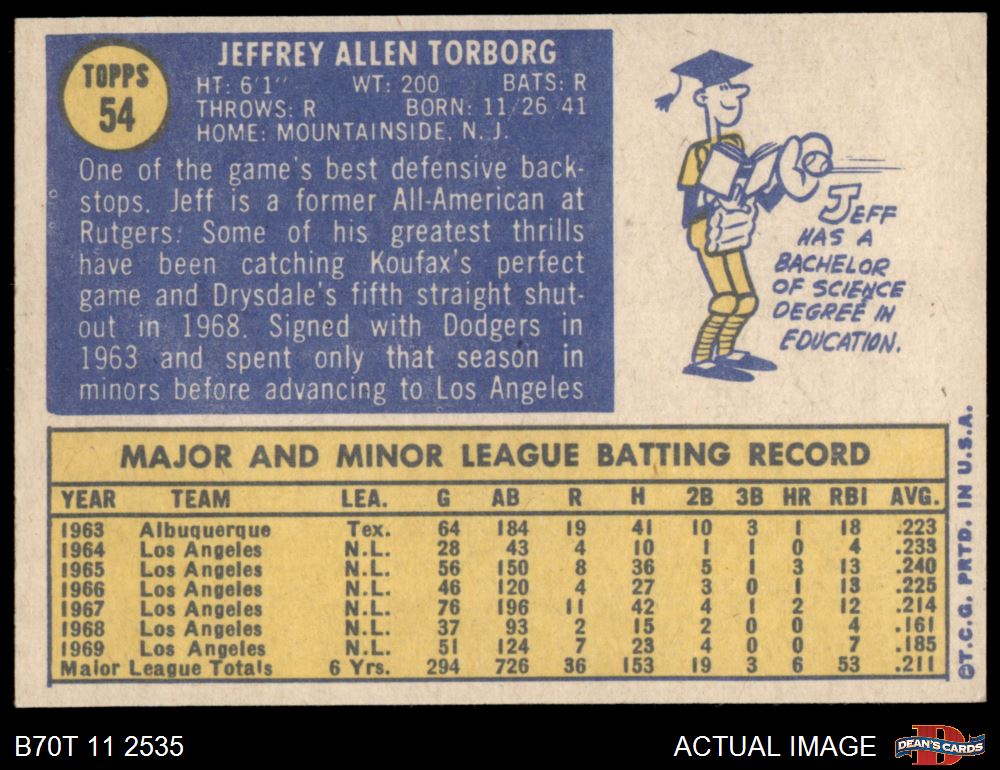 TOPPS
54
JEFFREY ALLEN TORBORG
HT: 6'1" WT: 200 BATS: R
THROWS: R BORN: 11/26/41
HOME: MOUNTAINSIDE, N. J.
One of the game's best defensive back-
stops. Jeff is a former All-American at
Rutgers. Some of his greatest thrills
have been catching Koufax's perfect
game and Drysdale's fifth straight shut-
out in 1968. Signed with Dodgers in
1963 and spent only that season in
minors before advancing to Los Angeles
JEFF
HAS A
BACHELOR
OF SCIENCE
DEGREE IN
EDUCATION.
MAJOR AND MINOR LEAGUE BATTING RECORD
YEAR TEAM LEA. G AB R H 2B 3B HR RBI AVG.
1963 Albuquerque Tex. 64 184 19 41 10 3 1 18 .223
1964 Los Angeles N.L. 28 43 4 10 1 1 0 4 .233
1965 Los Angeles N.L. 56 150 8 36 5 1 3 13 .240
1966 Los Angeles N.L. 46 120 4 27 3 0 1 13 .225
1967 Los Angeles N.L. 76 196 11 42 4 1 2 12 .214
1968 Los Angeles N.L. 37 93 2 15 2 0 0 4 .161
1969 Los Angeles N.L. 51 124 7 23 4 0 0 7 .185
Major League Totals 6 Yrs. 294 726 36 153 19 3 6 53 .211
©T.C.G. PRTD. IN U.S.A.
B70T 11 2535
ACTUAL IMAGE
D
DEAN'S CARDS